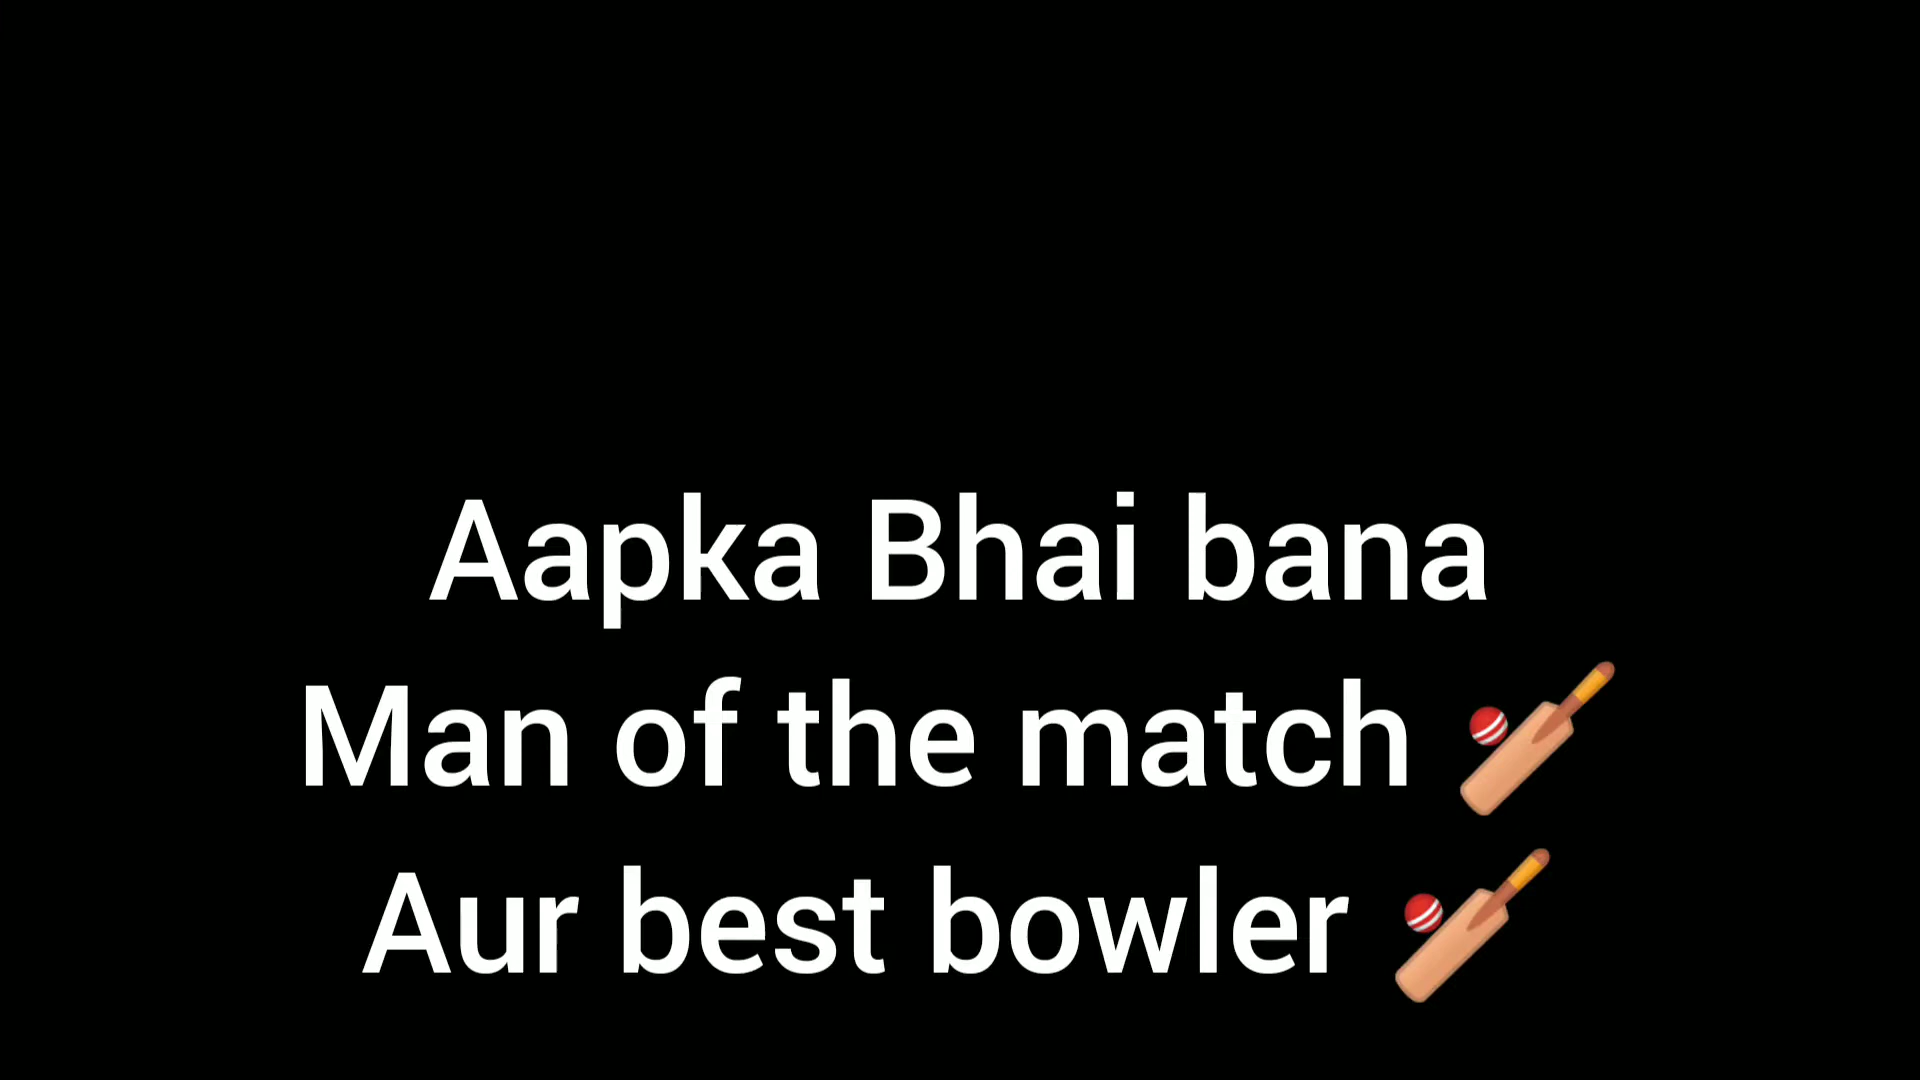 Aapka Bhai bana
Man of the match 🏏
Aur best bowler 🏏